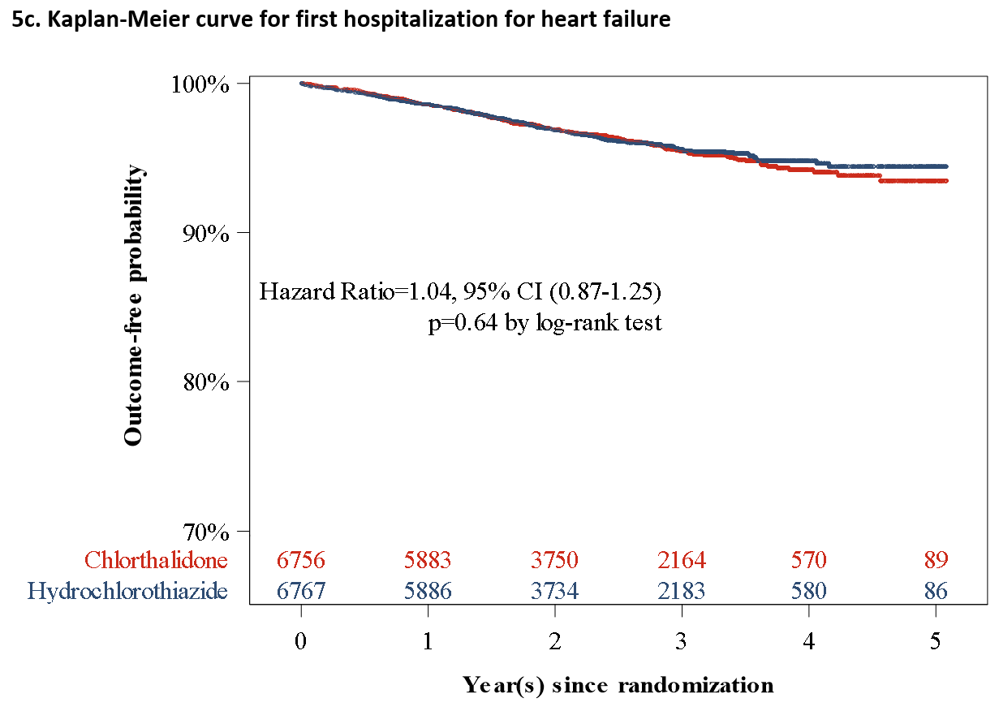 5c. Kaplan-Meier curve for first hospitalization for heart failure
100%
90%
80%
70%
Outcome-free probability
Hazard Ratio=1.04, 95% CI (0.87-1.25)
p=0.64 by log-rank test
Chlorthalidone 6756 5883 3750 2164 570 89
Hydrochlorothiazide 6767 5886 3734 2183 580 86
0 1 2 3 4 5
Year(s) since randomization